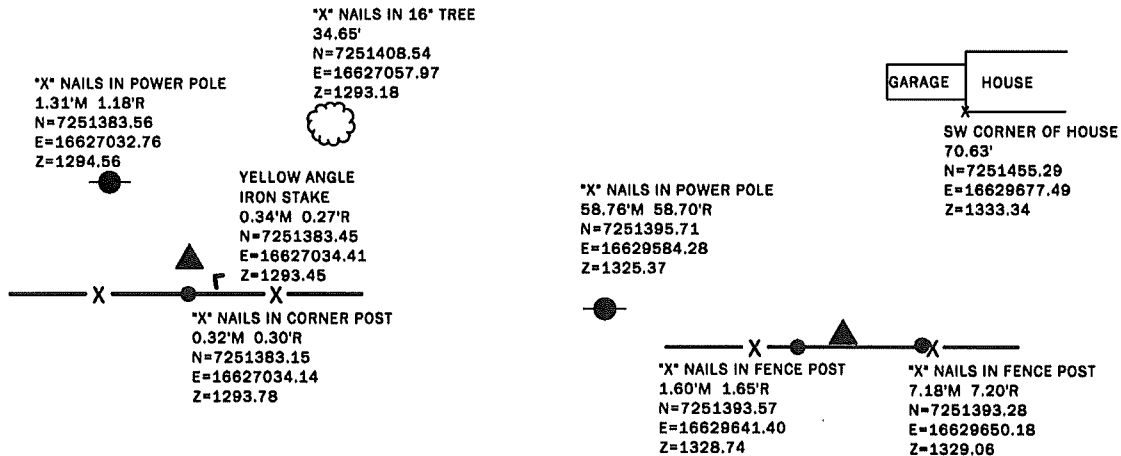 "X" NAILS IN 16" TREE
34.65'
N=7251408.54
E=16627057.97
Z=1293.18
"X" NAILS IN POWER POLE
1.31'M 1.18'R
N=7251383.56
E=16627032.76
Z=1294.56
YELLOW ANGLE
IRON STAKE
0.34'M 0.27'R
N=7251383.45
E=16627034.41
Z=1293.45
X
X
"X" NAILS IN CORNER POST
0.32'M 0.30'R
N=7251383.15
E=16627034.14
Z=1293.78
GARAGE
HOUSE
X
SW CORNER OF HOUSE
70.63'
N=7251455.29
E=16629677.49
Z=1333.34
"X" NAILS IN POWER POLE
58.76'M 58.70'R
N=7251395.71
E=16629584.28
Z=1325.37
X
X
"X" NAILS IN FENCE POST
1.60'M 1.65'R
N=7251393.57
E=16629641.40
Z=1328.74
"X" NAILS IN FENCE POST
7.18'M 7.20'R
N=7251393.28
E=16629650.18
Z=1329.06